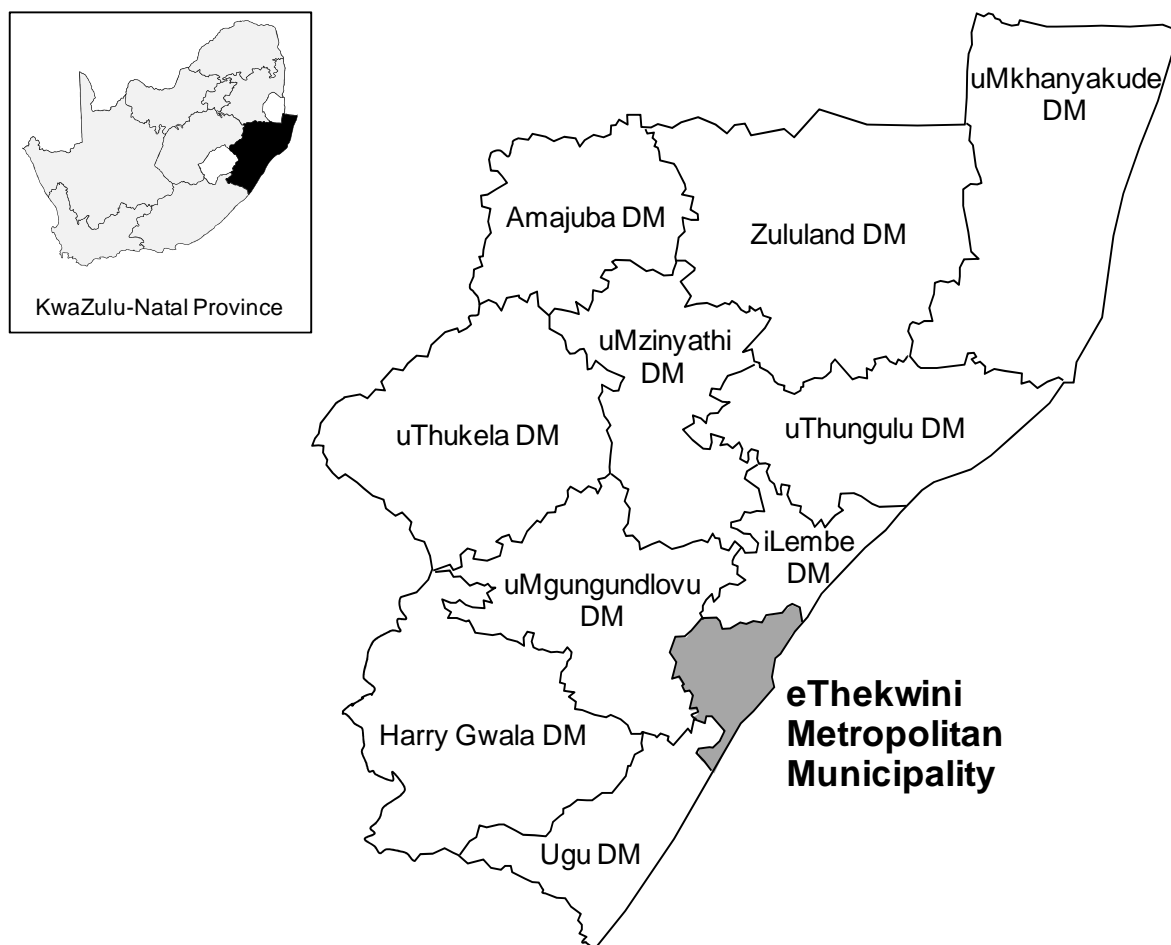 KwaZulu-Natal Province
uMkhanyakude
DM
Amajuba DM
Zululand DM
uMzinyathi
DM
uThukela DM
uThungulu DM
iLembe
DM
uMgungundlovu
DM
eThekwini
Metropolitan
Municipality
Harry Gwala DM
Ugu DM